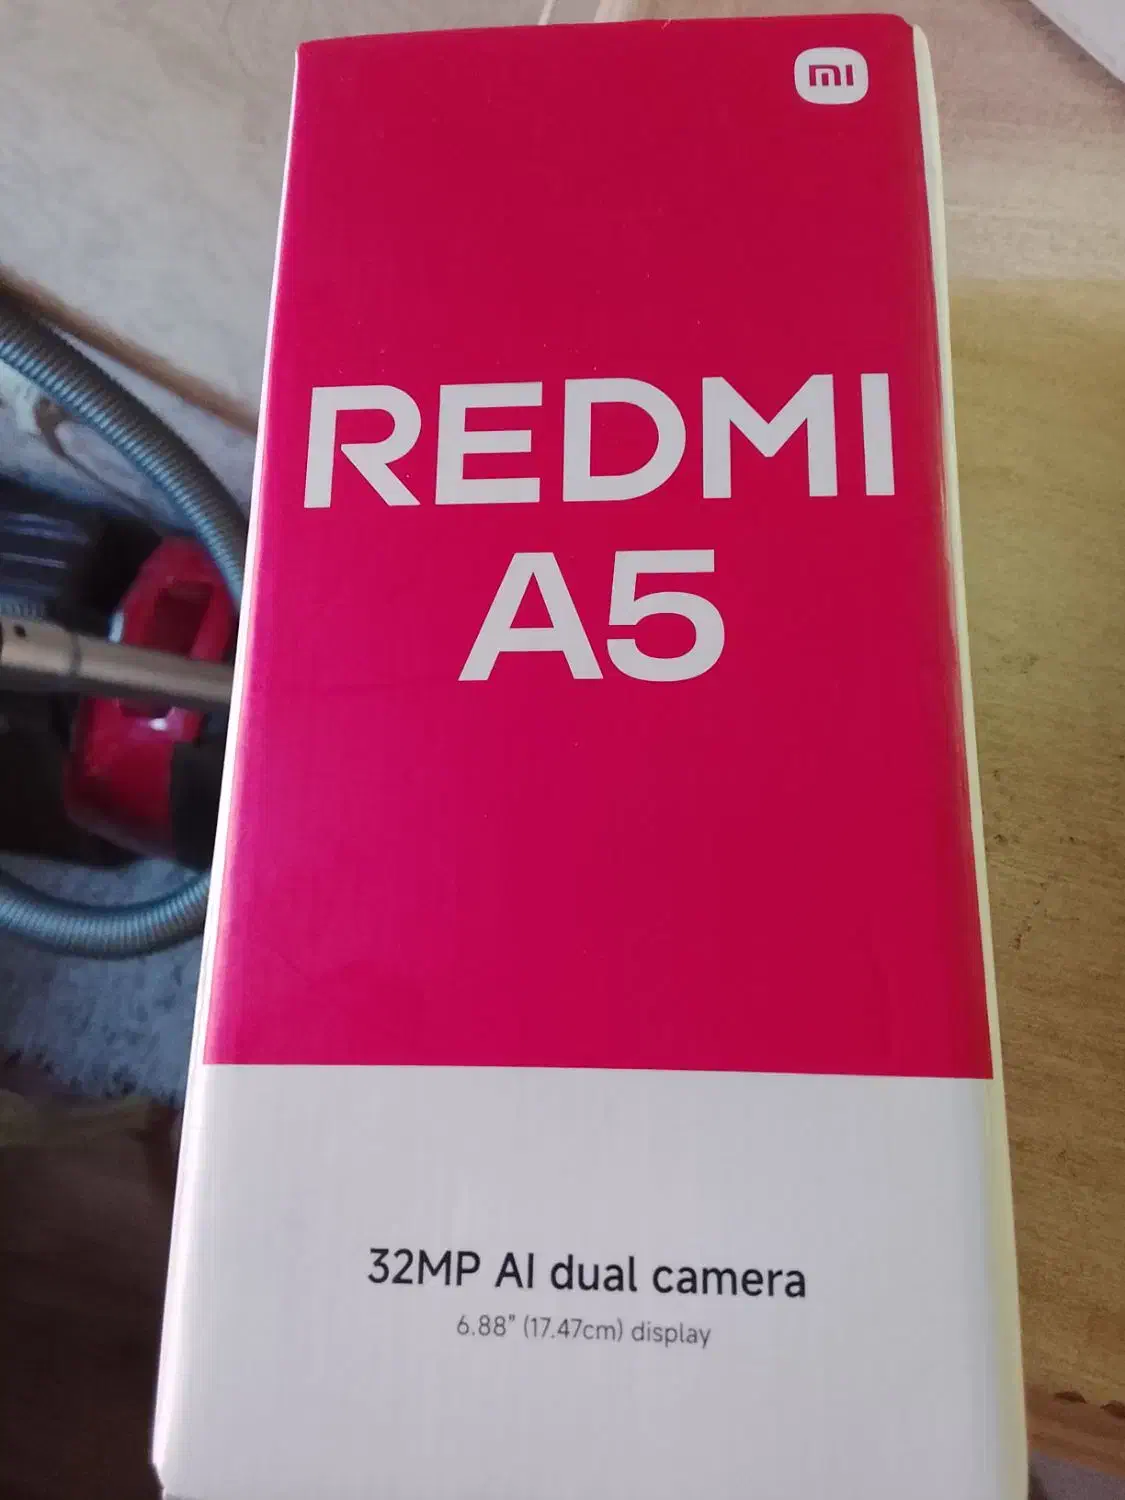 mi
REDMI
A5
32MP AI dual camera
6.88” (17.47cm) display